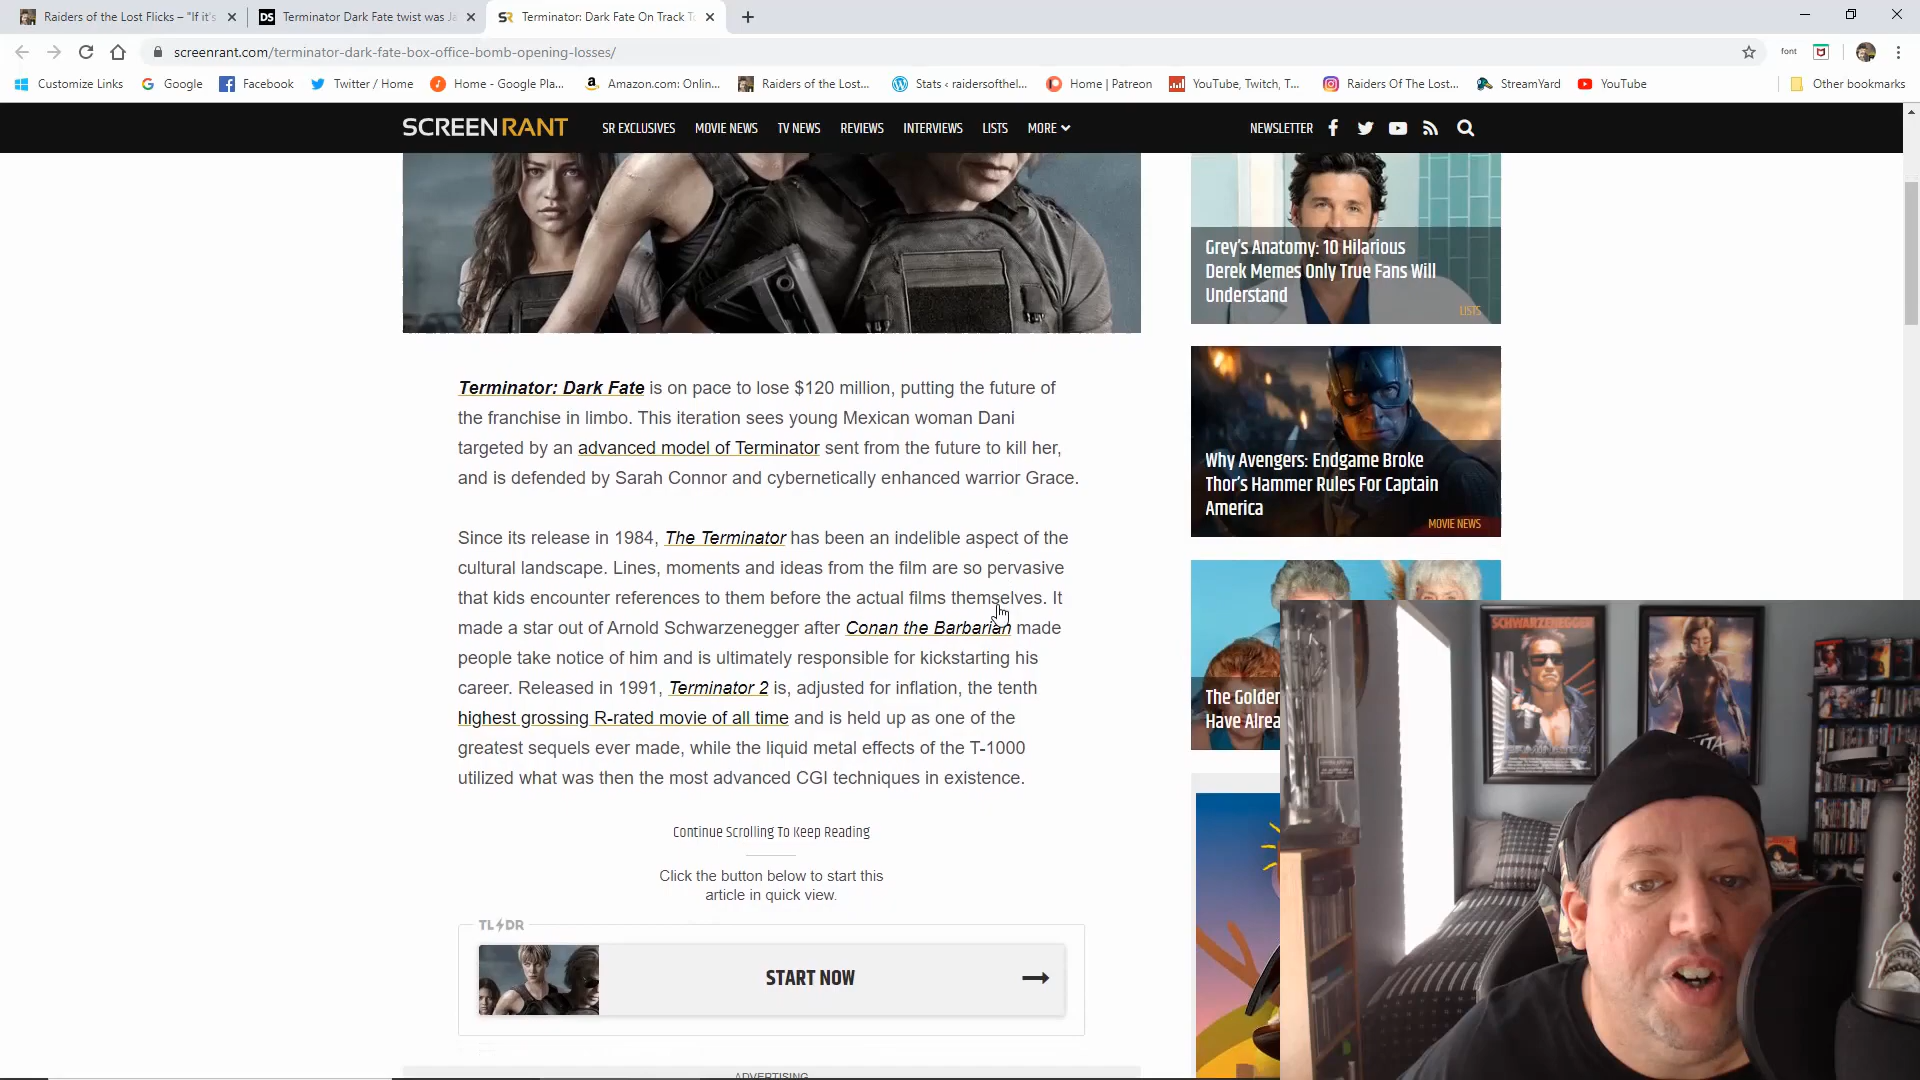 Raiders of the Lost Flicks – "If it's
Terminator Dark Fate twist was Ja
Terminator: Dark Fate On Track To
screenrant.com/terminator-dark-fate-box-office-bomb-opening-losses/
font
Customize Links
Google
Facebook
Twitter / Home
Home - Google Pla...
Amazon.com: Onlin...
Raiders of the Lost...
Stats ‹ raidersofthel...
Home | Patreon
YouTube, Twitch, T...
Raiders Of The Lost...
StreamYard
YouTube
Other bookmarks
SCREENRANT
SR EXCLUSIVES
MOVIE NEWS
TV NEWS
REVIEWS
INTERVIEWS
LISTS
MORE
NEWSLETTER
Terminator: Dark Fate is on pace to lose $120 million, putting the future of
the franchise in limbo. This iteration sees young Mexican woman Dani
targeted by an advanced model of Terminator sent from the future to kill her,
and is defended by Sarah Connor and cybernetically enhanced warrior Grace.
Since its release in 1984, The Terminator has been an indelible aspect of the
cultural landscape. Lines, moments and ideas from the film are so pervasive
that kids encounter references to them before the actual films themselves. It
made a star out of Arnold Schwarzenegger after Conan the Barbarian made
people take notice of him and is ultimately responsible for kickstarting his
career. Released in 1991, Terminator 2 is, adjusted for inflation, the tenth
highest grossing R-rated movie of all time and is held up as one of the
greatest sequels ever made, while the liquid metal effects of the T-1000
utilized what was then the most advanced CGI techniques in existence.
Continue Scrolling To Keep Reading
Click the button below to start this
article in quick view.
TL DR
START NOW
ADVERTISING
Grey's Anatomy: 10 Hilarious
Derek Memes Only True Fans Will
Understand
LISTS
Why Avengers: Endgame Broke
Thor's Hammer Rules For Captain
America
MOVIE NEWS
The Golde
Have Alrea
SCHWARZENEGGER